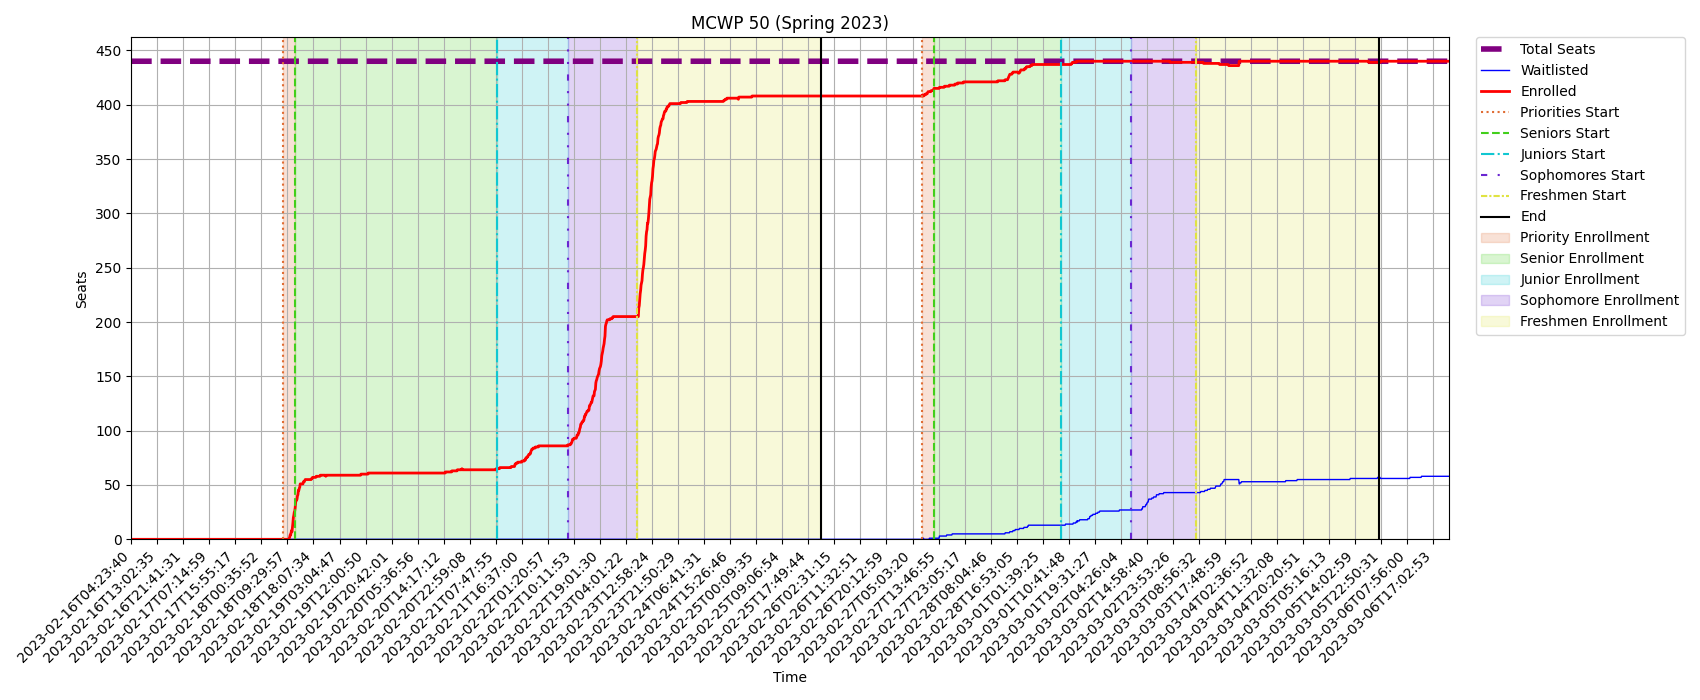 MCWP 50 (Spring 2023)
450
400
350
300
250
200
150
100
50
0
Seats
2023-02-16T04:23:40
2023-02-16T13:02:35
2023-02-16T21:41:31
2023-02-17T07:14:59
2023-02-17T15:55:17
2023-02-18T00:35:52
2023-02-18T09:29:57
2023-02-18T18:07:34
2023-02-19T03:04:47
2023-02-19T12:00:50
2023-02-19T20:42:01
2023-02-20T05:36:56
2023-02-20T14:17:12
2023-02-20T22:59:08
2023-02-21T07:47:55
2023-02-21T16:37:00
2023-02-22T01:20:57
2023-02-22T10:11:53
2023-02-22T19:01:30
2023-02-23T04:01:22
2023-02-23T12:58:24
2023-02-23T21:50:29
2023-02-24T06:41:31
2023-02-24T15:26:46
2023-02-25T00:09:35
2023-02-25T09:06:54
2023-02-25T17:49:44
2023-02-26T02:31:15
2023-02-26T11:32:51
2023-02-26T20:12:59
2023-02-27T05:03:20
2023-02-27T13:46:55
2023-02-27T23:05:17
2023-02-28T08:04:46
2023-02-28T16:53:05
2023-03-01T01:39:25
2023-03-01T10:41:48
2023-03-01T19:31:27
2023-03-02T04:26:04
2023-03-02T14:58:40
2023-03-02T23:53:26
2023-03-03T08:56:32
2023-03-03T17:48:59
2023-03-04T02:36:52
2023-03-04T11:32:08
2023-03-04T20:20:51
2023-03-05T05:16:13
2023-03-05T14:02:59
2023-03-05T22:50:31
2023-03-06T07:56:00
2023-03-06T17:02:53
Time
Total Seats
Waitlisted
Enrolled
Priorities Start
Seniors Start
Juniors Start
Sophomores Start
Freshmen Start
End
Priority Enrollment
Senior Enrollment
Junior Enrollment
Sophomore Enrollment
Freshmen Enrollment